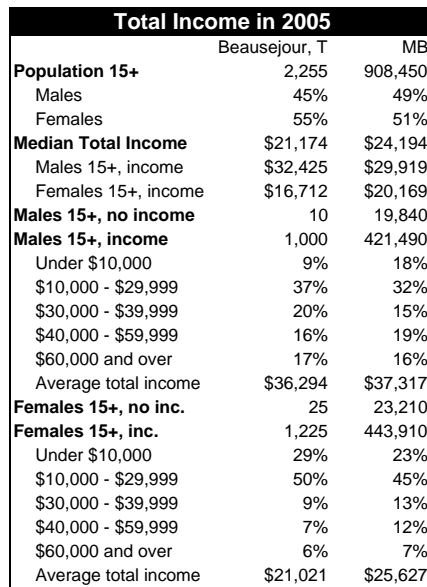 Total Income in 2005
Beausejour, T MB
Population 15+ 2,255 908,450
Males 45% 49%
Females 55% 51%
Median Total Income $21,174 $24,194
Males 15+, income $32,425 $29,919
Females 15+, income $16,712 $20,169
Males 15+, no income 10 19,840
Males 15+, income 1,000 421,490
Under $10,000 9% 18%
$10,000 - $29,999 37% 32%
$30,000 - $39,999 20% 15%
$40,000 - $59,999 16% 19%
$60,000 and over 17% 16%
Average total income $36,294 $37,317
Females 15+, no inc. 25 23,210
Females 15+, inc. 1,225 443,910
Under $10,000 29% 23%
$10,000 - $29,999 50% 45%
$30,000 - $39,999 9% 13%
$40,000 - $59,999 7% 12%
$60,000 and over 6% 7%
Average total income $21,021 $25,627